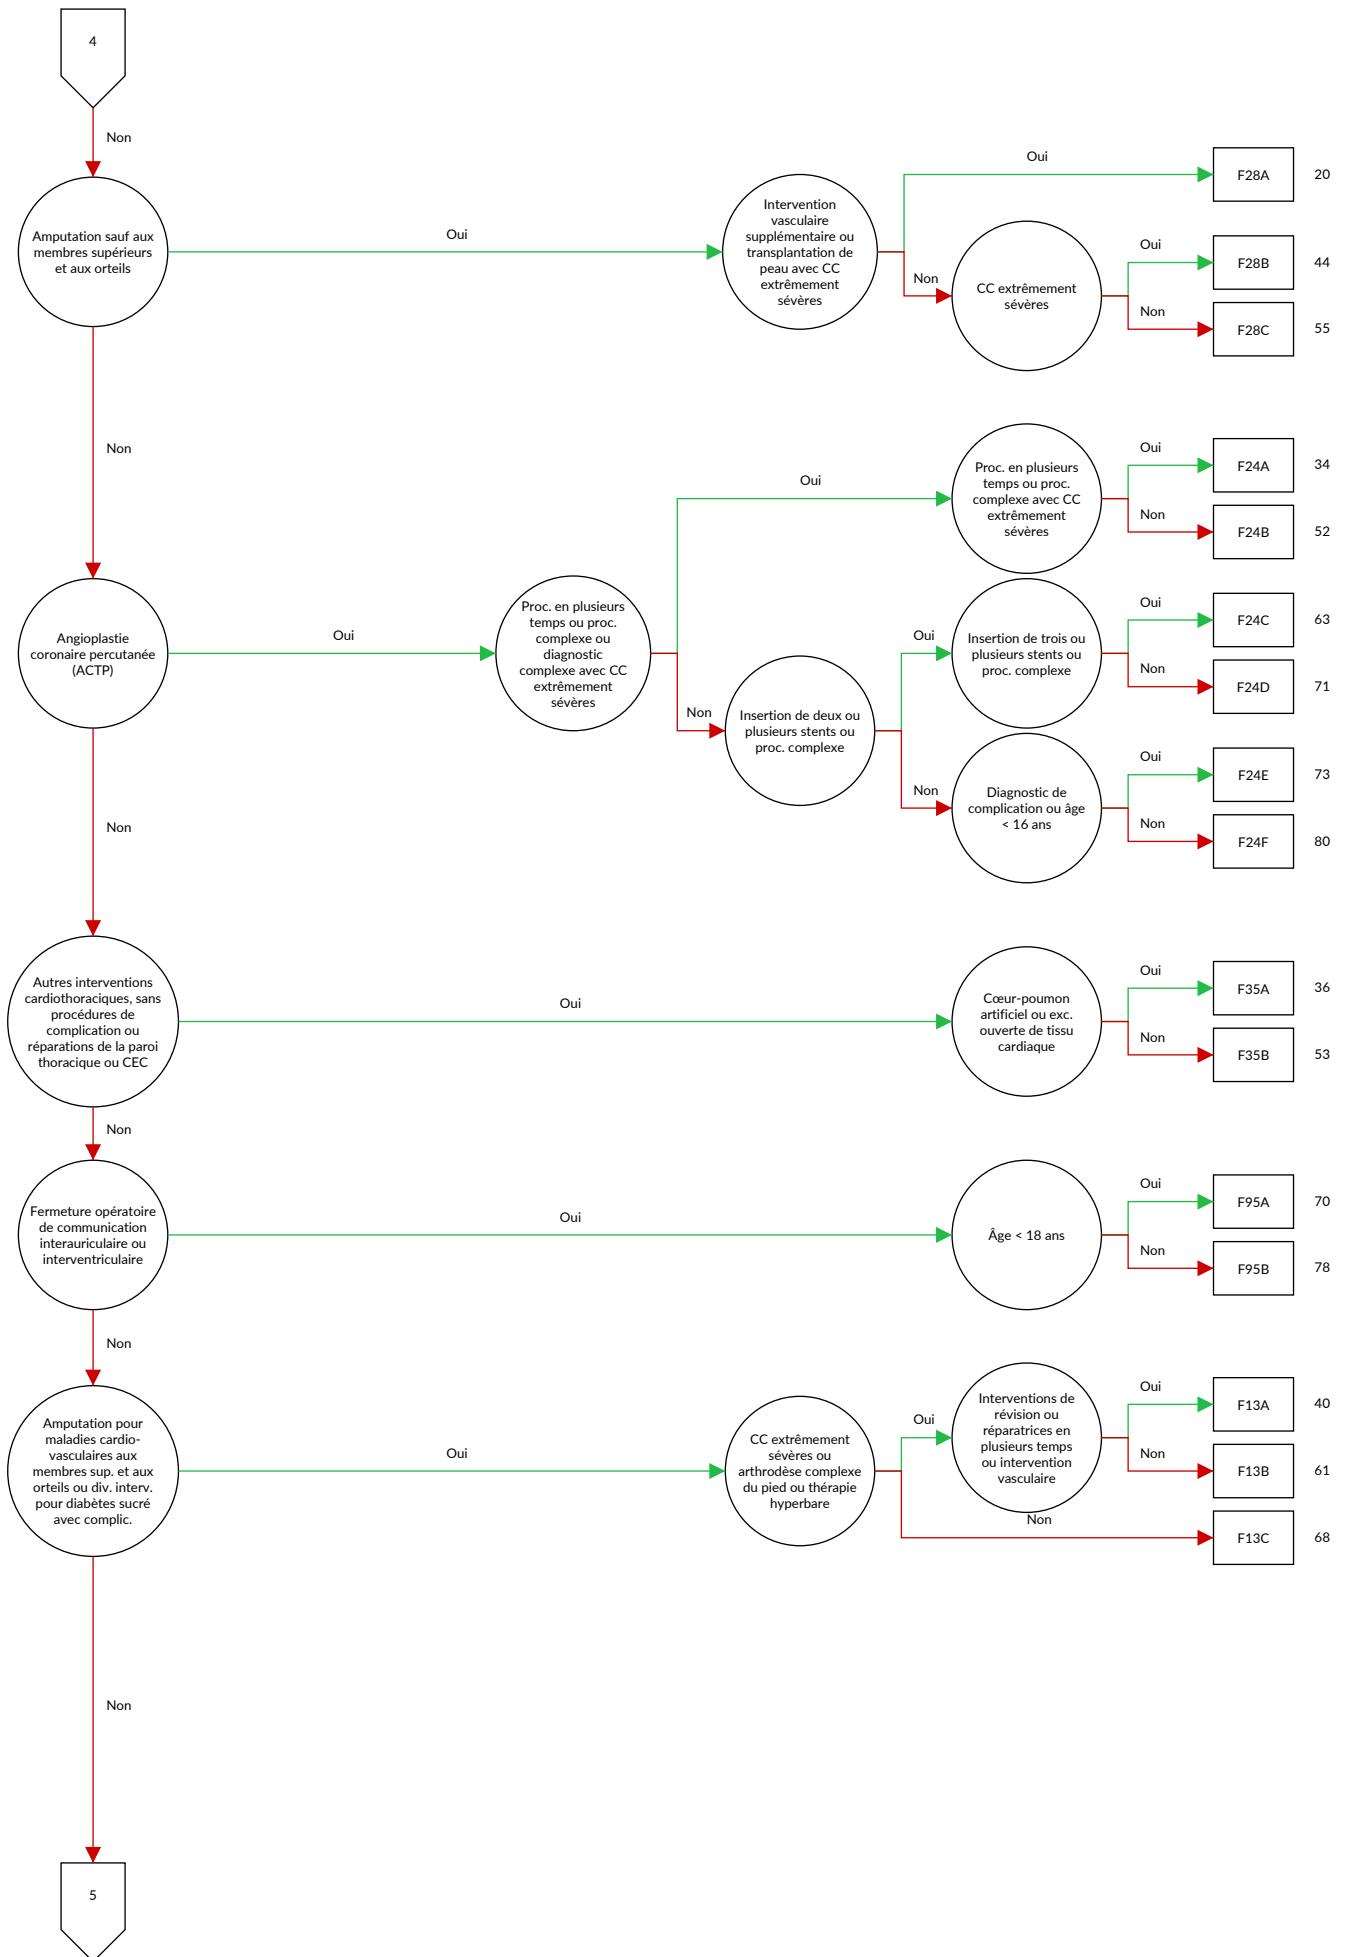 4
Non
Amputation sauf aux
membres supérieurs
et aux orteils
Oui
Intervention
vasculaire
supplémentaire ou
transplantation de
peau avec CC
extrêmement
sévères
Oui
F28A
20
Non
CC extrêmement
sévères
Oui
F28B
44
Non
F28C
55
Non
Angioplastie
coronaire percutanée
(ACTP)
Oui
Proc. en plusieurs
temps ou proc.
complexe ou
diagnostic
complexe avec CC
extrêmement
sévères
Oui
Proc. en plusieurs
temps ou proc.
complexe avec CC
extrêmement
sévères
Oui
F24A
34
Non
F24B
52
Non
Insertion de deux ou
plusieurs stents ou
proc. complexe
Oui
Insertion de trois ou
plusieurs stents ou
proc. complexe
Oui
F24C
63
Non
F24D
71
Non
Diagnostic de
complication ou âge
< 16 ans
Oui
F24E
73
Non
F24F
80
Non
Autres interventions
cardiothoraciques, sans
procédures de
complication ou
réparations de la paroi
thoracique ou CEC
Oui
Cœur-poumon
artificiel ou exc.
ouverte de tissu
cardiaque
Oui
F35A
36
Non
F35B
53
Non
Fermeture opératoire
de communication
interauriculaire ou
interventriculaire
Oui
Âge < 18 ans
Oui
F95A
70
Non
F95B
78
Non
Amputation pour
maladies cardio-
vasculaires aux
membres sup. et aux
orteils ou div. interv.
pour diabètes sucré
avec complic.
Oui
CC extrêmement
sévères ou
arthrodèse complexe
du pied ou thérapie
hyperbare
Oui
Interventions de
révision ou
réparatrices en
plusieurs temps
ou intervention
vasculaire
Oui
F13A
40
Non
F13B
61
Non
F13C
68
Non
5